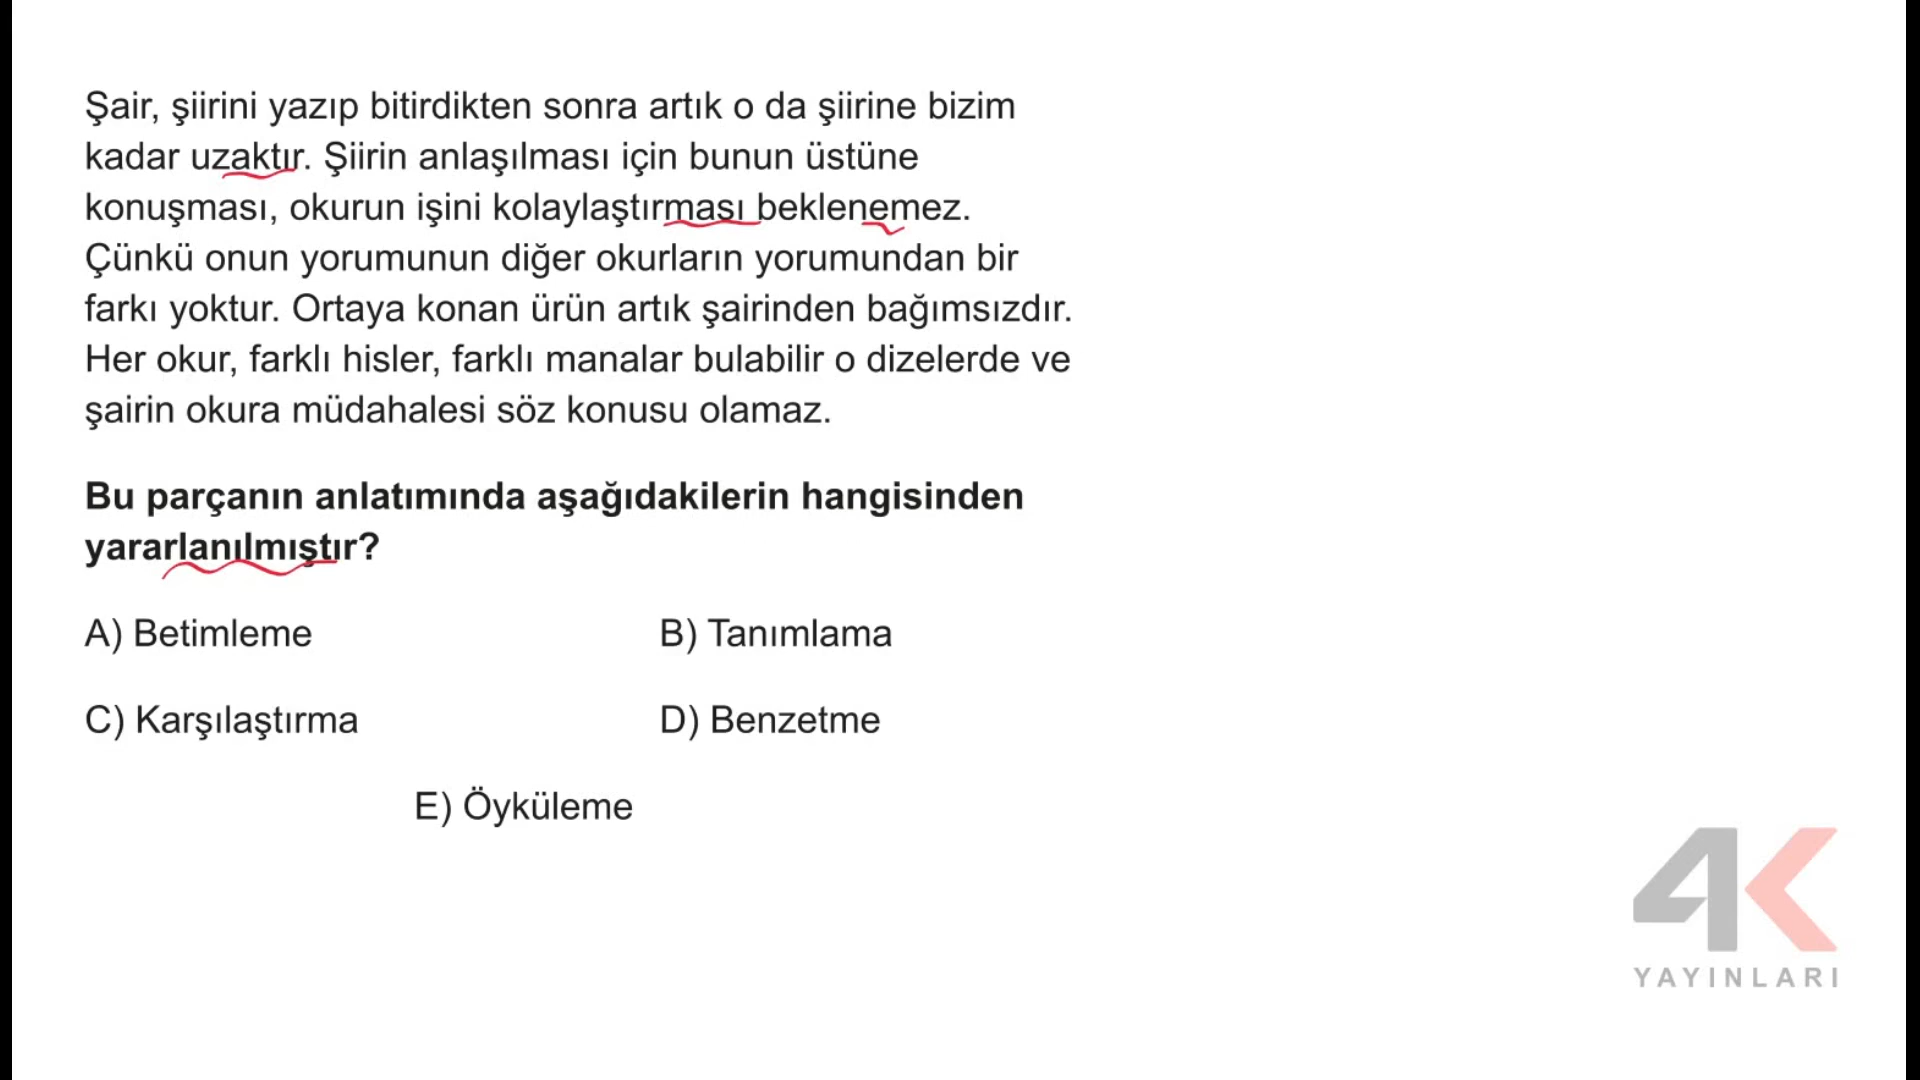 Şair, şiirini yazıp bitirdikten sonra artık o da şiirine bizim
kadar uzaktır. Şiirin anlaşılması için bunun üstüne
konuşması, okurun işini kolaylaştırması beklenemez.
Çünkü onun yorumunun diğer okurların yorumundan bir
farkı yoktur. Ortaya konan ürün artık şairinden bağımsızdır.
Her okur, farklı hisler, farklı manalar bulabilir o dizelerde ve
şairin okura müdahalesi söz konusu olamaz.
Bu parçanın anlatımında aşağıdakilerin hangisinden
yararlanılmıştır?
A) Betimleme
B) Tanımlama
C) Karşılaştırma
D) Benzetme
E) Öyküleme
4K
YAYINLARI